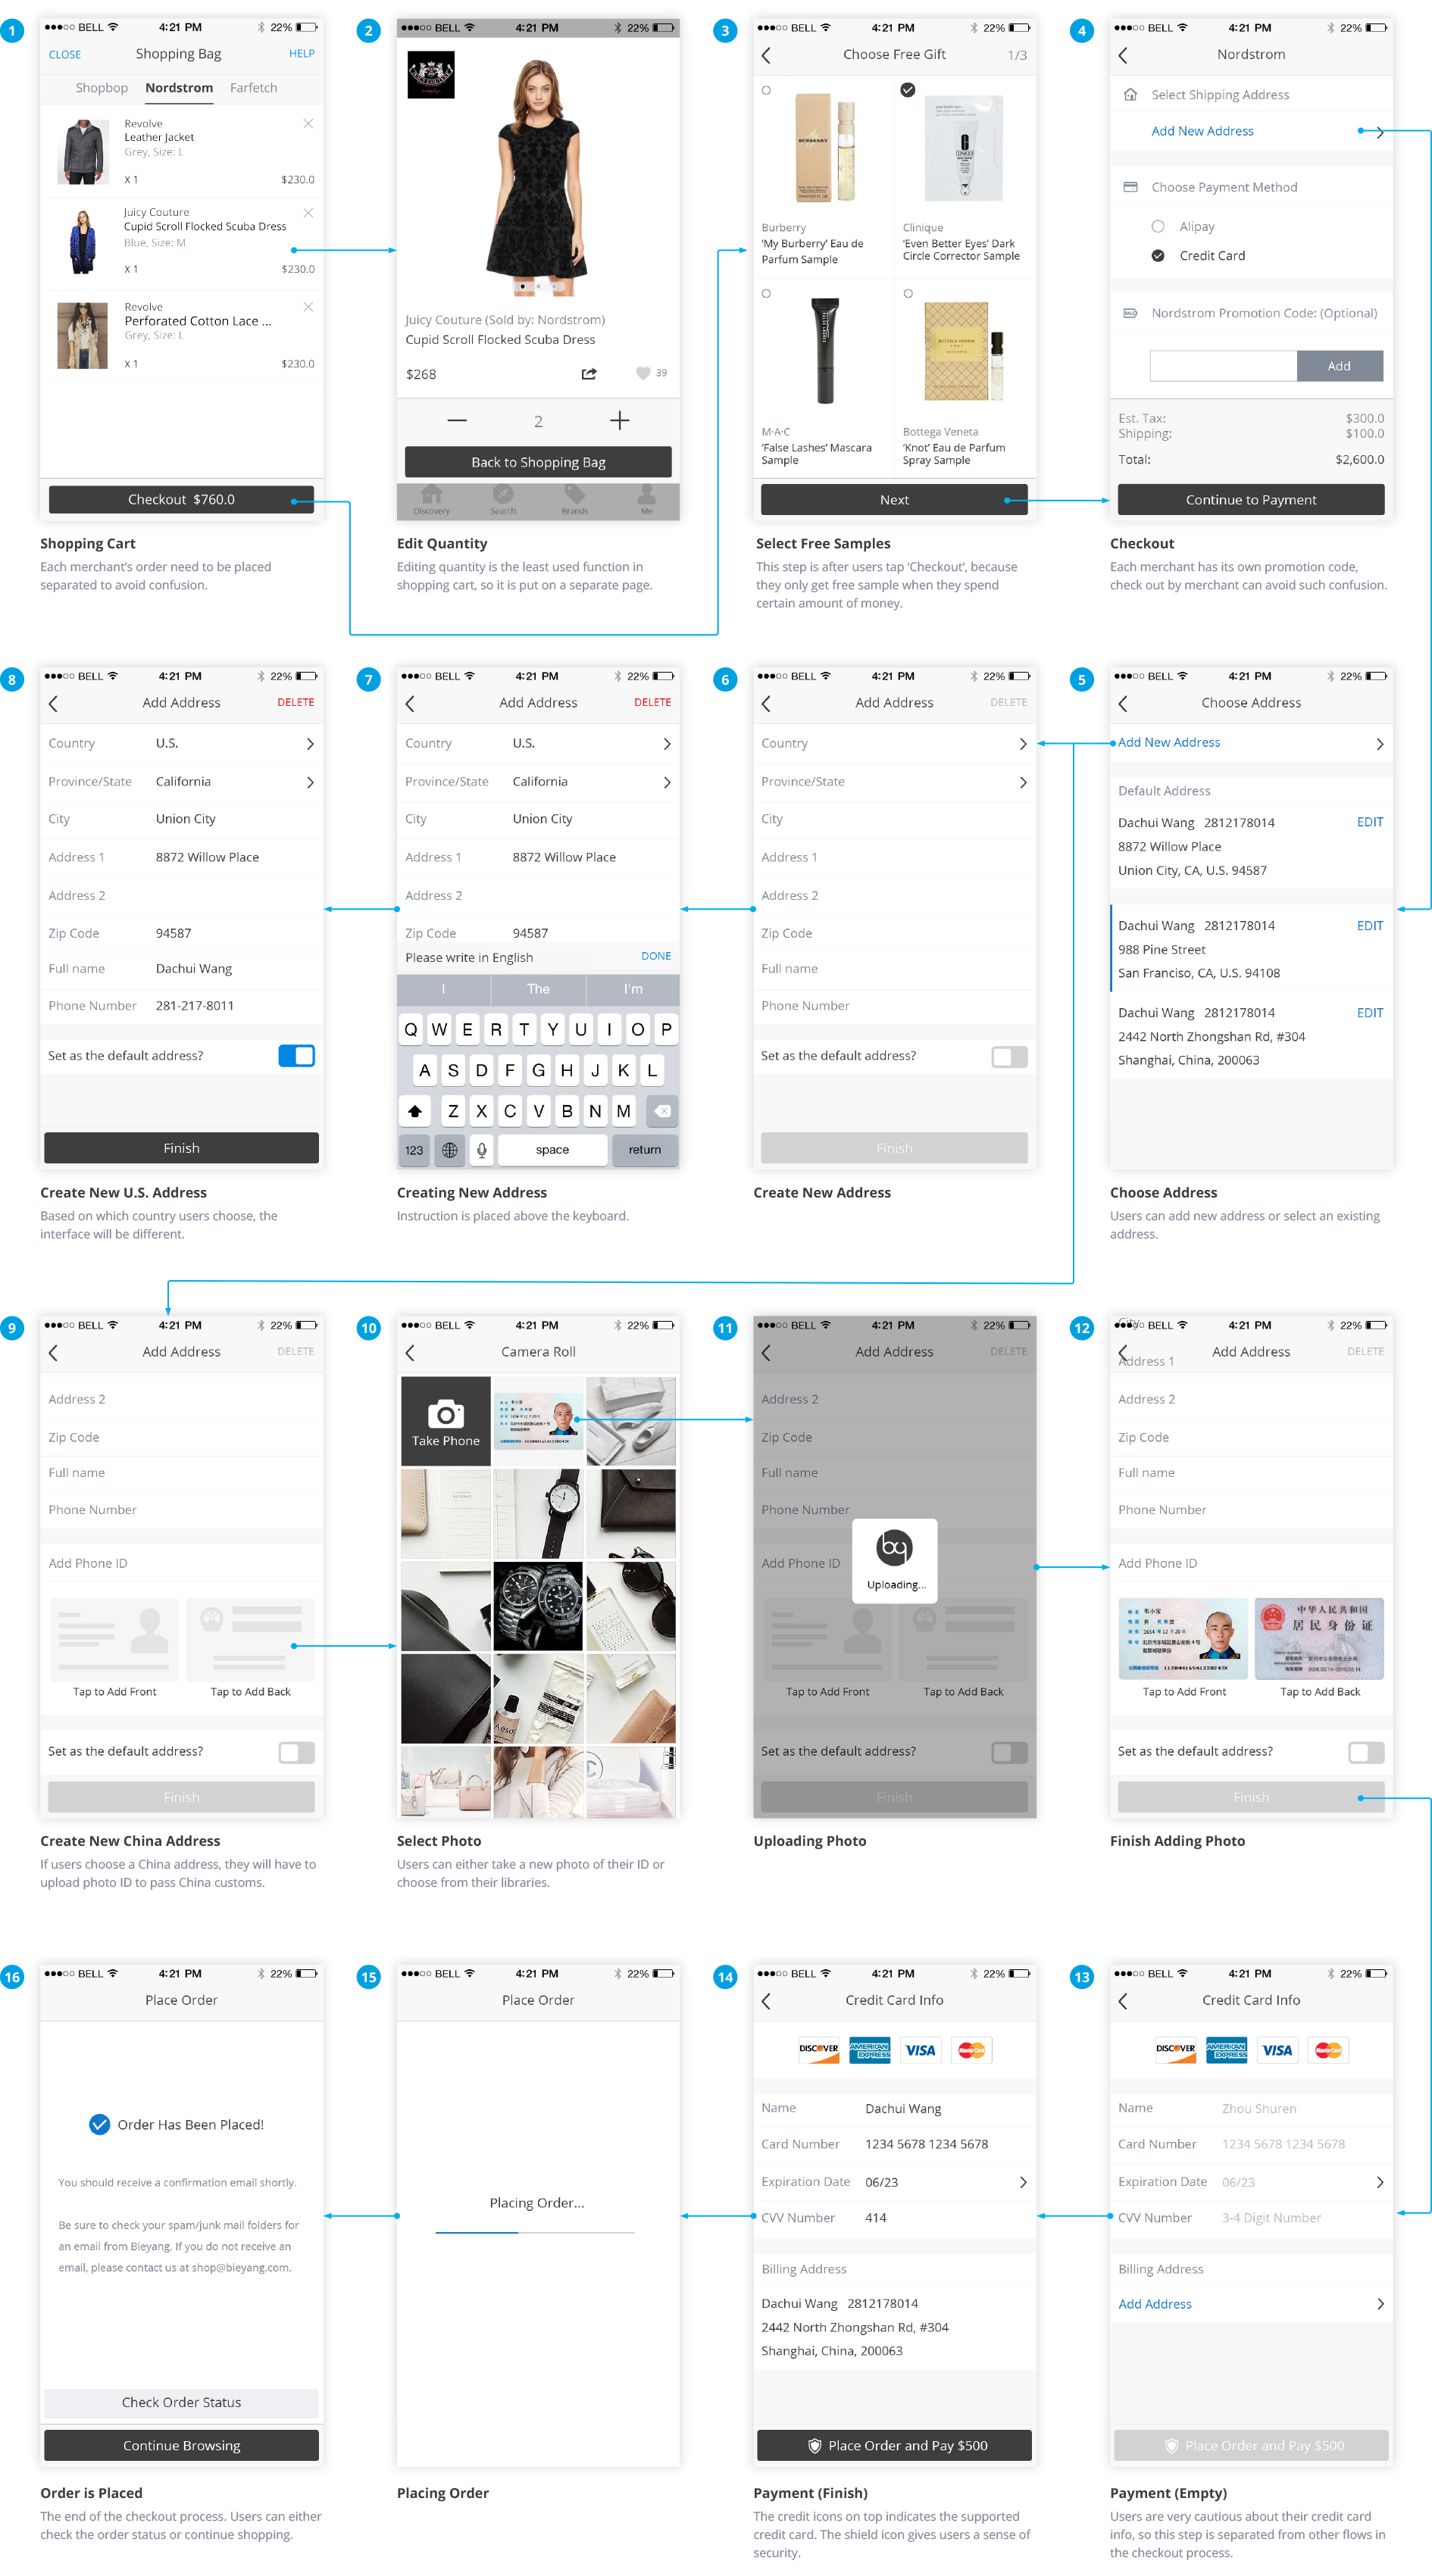 1
BELL 4:21 PM 22%
CLOSE Shopping Bag HELP
Shopbop Nordstrom Farfetch
Revolve
Leather Jacket
Grey, Size: L
X 1 $230.0
Juicy Couture
Cupid Scroll Flocked Scuba Dress
Blue, Size: M
X 1 $230.0
Revolve
Perforated Cotton Lace ...
Grey, Size: L
X 1 $230.0
Checkout $760.0
Shopping Cart
Each merchant's order need to be placed
separated to avoid confusion.
2
BELL 4:21 PM 22%
Juicy Couture (Sold by: Nordstrom)
Cupid Scroll Flocked Scuba Dress
$268 39
2
Back to Shopping Bag
Discovery Search Brands Me
Edit Quantity
Editing quantity is the least used function in
shopping cart, so it is put on a separate page.
3
BELL 4:21 PM 22%
Choose Free Gift 1/3
BURBERRY
CLINIQUE
Burberry
'My Burberry' Eau de
Parfum Sample
Clinique
'Even Better Eyes' Dark
Circle Corrector Sample
BOTTEGA VENETA
KNOT
M·A·C
'False Lashes' Mascara
Sample
Bottega Veneta
'Knot' Eau de Parfum
Spray Sample
Next
Select Free Samples
This step is after users tap 'Checkout', because
they only get free sample when they spend
certain amount of money.
4
BELL 4:21 PM 22%
Nordstrom
Select Shipping Address
Add New Address
Choose Payment Method
Alipay
Credit Card
Nordstrom Promotion Code: (Optional)
Add
Est. Tax: $300.0
Shipping: $100.0
Total: $2,600.0
Continue to Payment
Checkout
Each merchant has its own promotion code,
check out by merchant can avoid such confusion.
8
BELL 4:21 PM 22%
Add Address DELETE
Country U.S.
Province/State California
City Union City
Address 1 8872 Willow Place
Address 2
Zip Code 94587
Full name Dachui Wang
Phone Number 281-217-8011
Set as the default address?
Finish
Create New U.S. Address
Based on which country users choose, the
interface will be different.
7
BELL 4:21 PM 22%
Add Address DELETE
Country U.S.
Province/State California
City Union City
Address 1 8872 Willow Place
Address 2
Zip Code 94587
Please write in English DONE
I The I'm
Q W E R T Y U I O P
A S D F G H J K L
Z X C V B N M
123 space return
Creating New Address
Instruction is placed above the keyboard.
6
BELL 4:21 PM 22%
Add Address DELETE
Country
Province/State
City
Address 1
Address 2
Zip Code
Full name
Phone Number
Set as the default address?
Finish
Create New Address
5
BELL 4:21 PM 22%
Choose Address
Add New Address
Default Address
Dachui Wang 2812178014 EDIT
8872 Willow Place
Union City, CA, U.S. 94587
Dachui Wang 2812178014 EDIT
988 Pine Street
San Franciso, CA, U.S. 94108
Dachui Wang 2812178014 EDIT
2442 North Zhongshan Rd, #304
Shanghai, China, 200063
Choose Address
Users can add new address or select an existing
address.
9
BELL 4:21 PM 22%
Add Address DELETE
Address 2
Zip Code
Full name
Phone Number
Add Phone ID
Tap to Add Front Tap to Add Back
Set as the default address?
Finish
Create New China Address
If users choose a China address, they will have to
upload photo ID to pass China customs.
10
BELL 4:21 PM 22%
Camera Roll
Take Phone
Aesop
CHANEL
Select Photo
Users can either take a new photo of their ID or
choose from their libraries.
11
BELL 4:21 PM 22%
Add Address DELETE
Address 2
Zip Code
Full name
Phone Number
by
Uploading...
Add Phone ID
Tap to Add Front Tap to Add Back
Set as the default address?
Finish
Uploading Photo
12
BELL 4:21 PM 22%
City
Add Address DELETE
Address 1
Address 2
Zip Code
Full name
Phone Number
Add Phone ID
韦小宝
1654 年 12 月 20 日
112044165412202438
中华人民共和国
居民身份证
Tap to Add Front Tap to Add Back
Set as the default address?
Finish
Finish Adding Photo
16
BELL 4:21 PM 22%
Place Order
Order Has Been Placed!
You should receive a confirmation email shortly.
Be sure to check your spam/junk mail folders for
an email from Bieyang. If you do not receive an
email, please contact us at shop@bieyang.com.
Check Order Status
Continue Browsing
Order is Placed
The end of the checkout process. Users can either
check the order status or continue shopping.
15
BELL 4:21 PM 22%
Place Order
Placing Order...
Placing Order
14
BELL 4:21 PM 22%
Credit Card Info
DISCOVER AMERICAN EXPRESS VISA MasterCard
Name Dachui Wang
Card Number 1234 5678 1234 5678
Expiration Date 06/23
CVV Number 414
Billing Address
Dachui Wang 2812178014
2442 North Zhongshan Rd, #304
Shanghai, China, 200063
Place Order and Pay $500
Payment (Finish)
The credit icons on top indicates the supported
credit card. The shield icon gives users a sense of
security.
13
BELL 4:21 PM 22%
Credit Card Info
DISCOVER AMERICAN EXPRESS VISA MasterCard
Name Zhou Shuren
Card Number 1234 5678 1234 5678
Expiration Date 06/23
CVV Number 3-4 Digit Number
Billing Address
Add Address
Place Order and Pay $500
Payment (Empty)
Users are very cautious about their credit card
info, so this step is separated from other flows in
the checkout process.